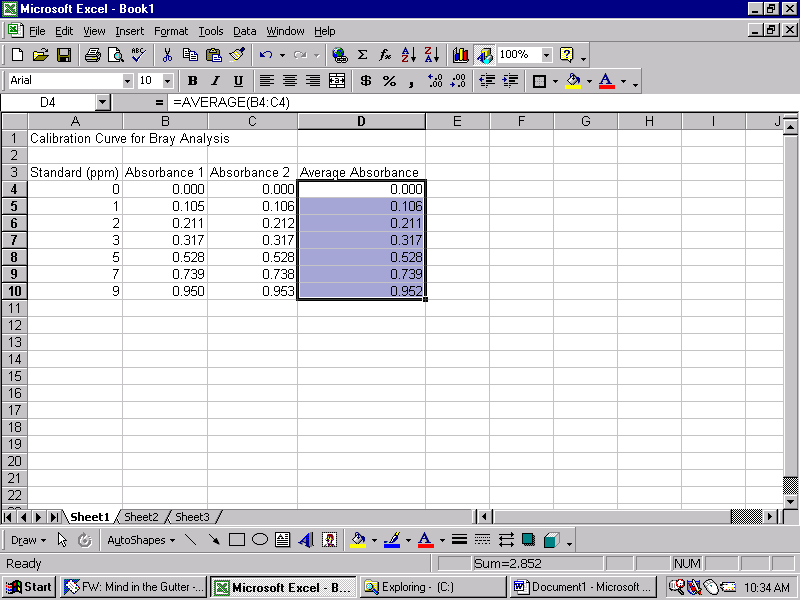 Microsoft Excel - Book1
File Edit View Insert Format Tools Data Window Help
100%
Arial 10 B I U $ % ,
D4 = =AVERAGE(B4:C4)
A B C D E F G H I J
1 Calibration Curve for Bray Analysis
2
3 Standard (ppm) Absorbance 1 Absorbance 2 Average Absorbance
4 0 0.000 0.000 0.000
5 1 0.105 0.106 0.106
6 2 0.211 0.212 0.211
7 3 0.317 0.317 0.317
8 5 0.528 0.528 0.528
9 7 0.739 0.738 0.739
10 9 0.950 0.953 0.952
11
12
13
14
15
16
17
18
19
20
21
22
Sheet1 Sheet2 Sheet3
Draw AutoShapes
Ready Sum=2.852 NUM
Start FW: Mind in the Gutter -... Microsoft Excel - B... Exploring - (C:) Document1 - Microsoft ... 10:34 AM